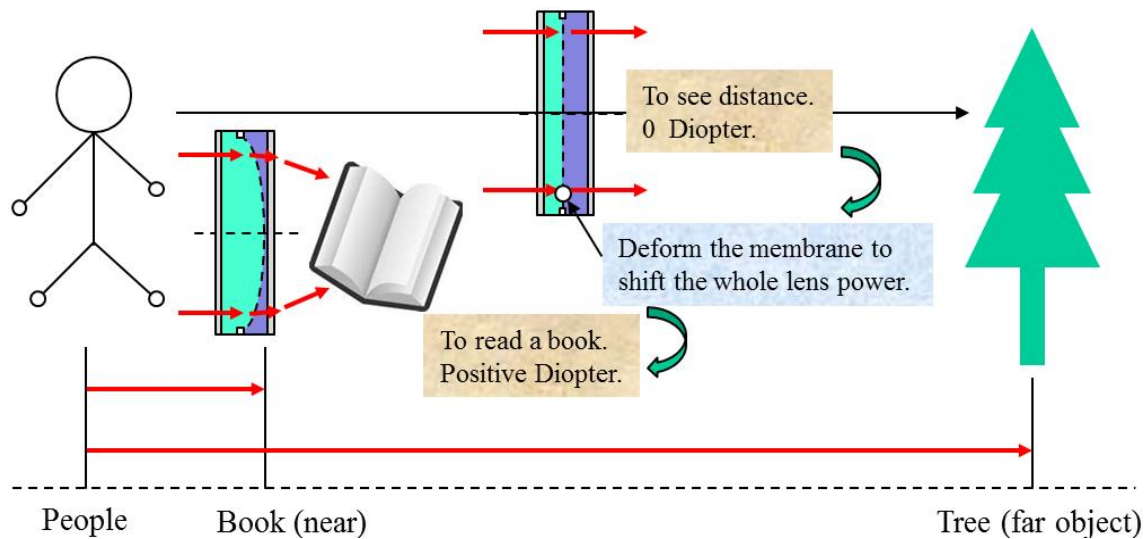 To see distance.
0 Diopter.
Deform the membrane to
shift the whole lens power.
To read a book.
Positive Diopter.
People
Book (near)
Tree (far object)